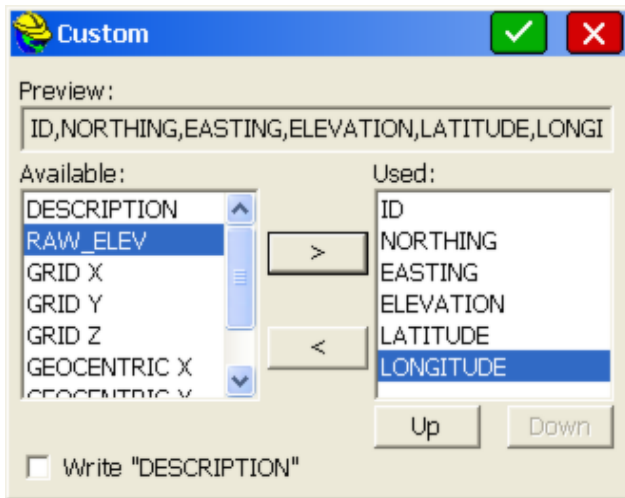 Custom
Preview:
ID,NORTHING,EASTING,ELEVATION,LATITUDE,LONGI
Available:
DESCRIPTION
RAW_ELEV
GRID X
GRID Y
GRID Z
GEOCENTRIC X
GEOCENTRIC Y
>
<
Used:
ID
NORTHING
EASTING
ELEVATION
LATITUDE
LONGITUDE
Up
Down
Write "DESCRIPTION"